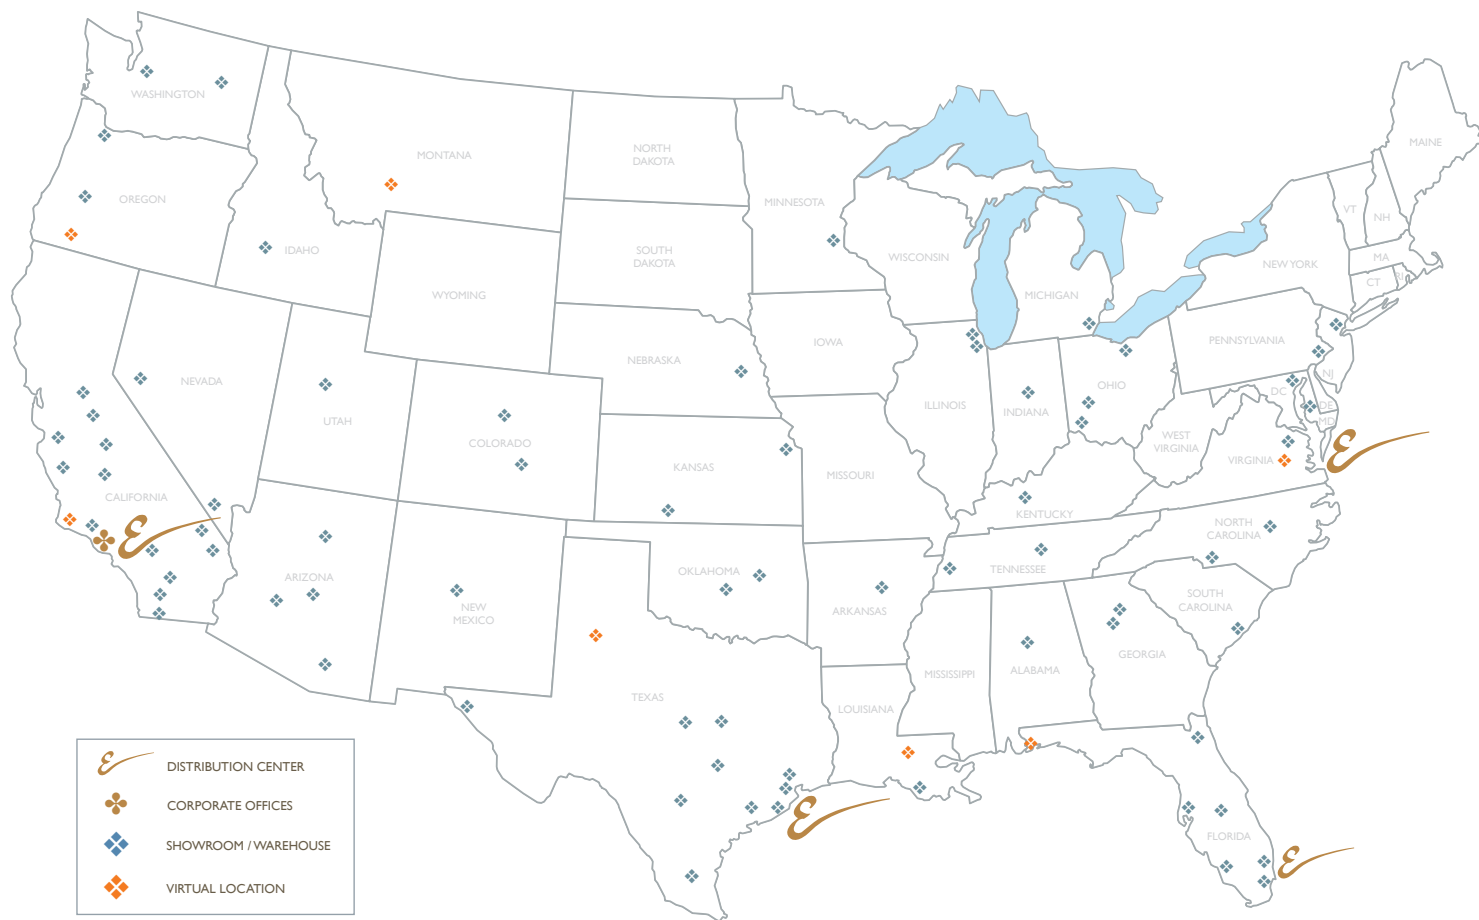 WASHINGTON
MONTANA
NORTH
DAKOTA
MAINE
OREGON
MINNESOTA
VT
NH
IDAHO
SOUTH
DAKOTA
WISCONSIN
NEW YORK
MA
RI
CT
WYOMING
MICHIGAN
NEBRASKA
IOWA
PENNSYLVANIA
NEVADA
UTAH
COLORADO
ILLINOIS
INDIANA
OHIO
NJ
DC
DE
MD
KANSAS
MISSOURI
WEST
VIRGINIA
VIRGINIA
CALIFORNIA
KENTUCKY
NORTH
CAROLINA
ARIZONA
NEW
MEXICO
OKLAHOMA
ARKANSAS
TENNESSEE
SOUTH
CAROLINA
TEXAS
LOUISIANA
MISSISSIPPI
ALABAMA
GEORGIA
FLORIDA
DISTRIBUTION CENTER
CORPORATE OFFICES
SHOWROOM / WAREHOUSE
VIRTUAL LOCATION